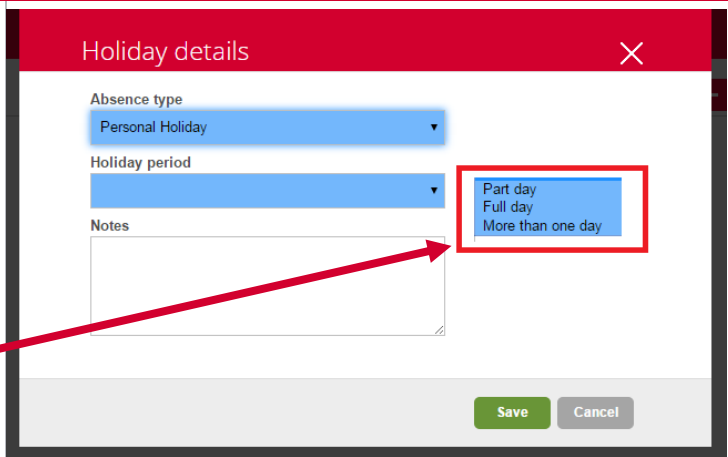 Holiday details
Absence type
Personal Holiday
Holiday period
Part day
Full day
More than one day
Notes
Save Cancel